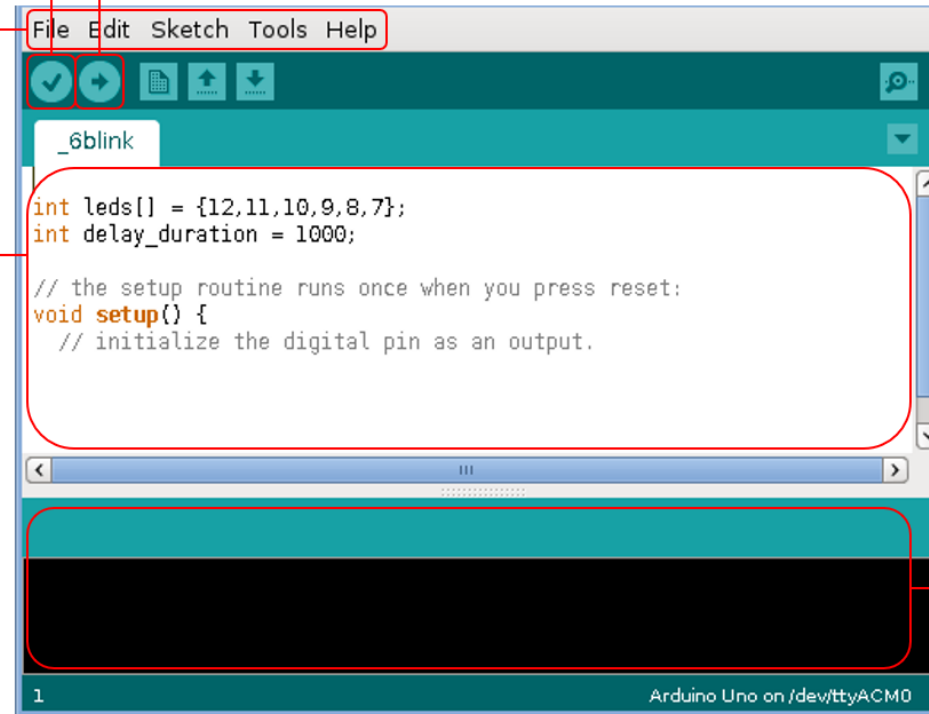 File Edit Sketch Tools Help
_6blink
int leds[] = {12,11,10,9,8,7};
int delay_duration = 1000;
// the setup routine runs once when you press reset:
void setup() {
// initialize the digital pin as an output.
1
Arduino Uno on /dev/ttyACM0